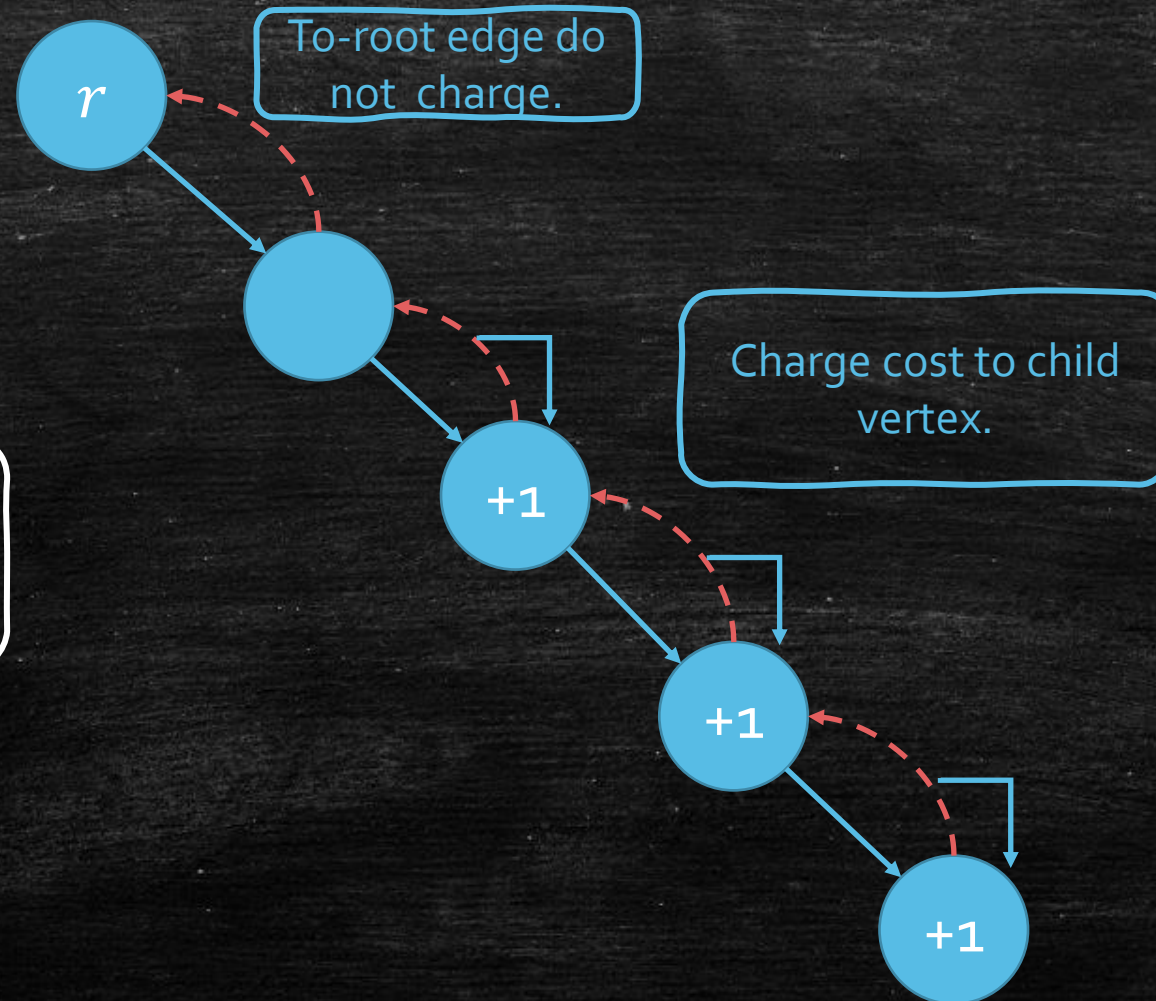 To-root edge do
not charge.
r
Charge cost to child
vertex.
+1
+1
+1